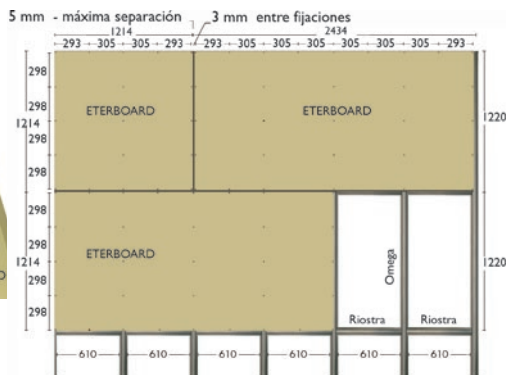 5 mm - máxima separación
3 mm entre fijaciones
1214
2434
293 305 305 293 293 305 305 305 305 305 293
298
298
1214
298
298
ETERBOARD
ETERBOARD
1220
298
298
1214
298
298
ETERBOARD
Omega
1220
Riostra
Riostra
610 610 610 610 610 610